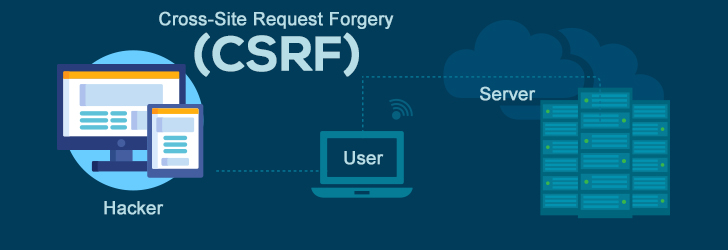 Cross-Site Request Forgery
(CSRF)
Server
User
Hacker